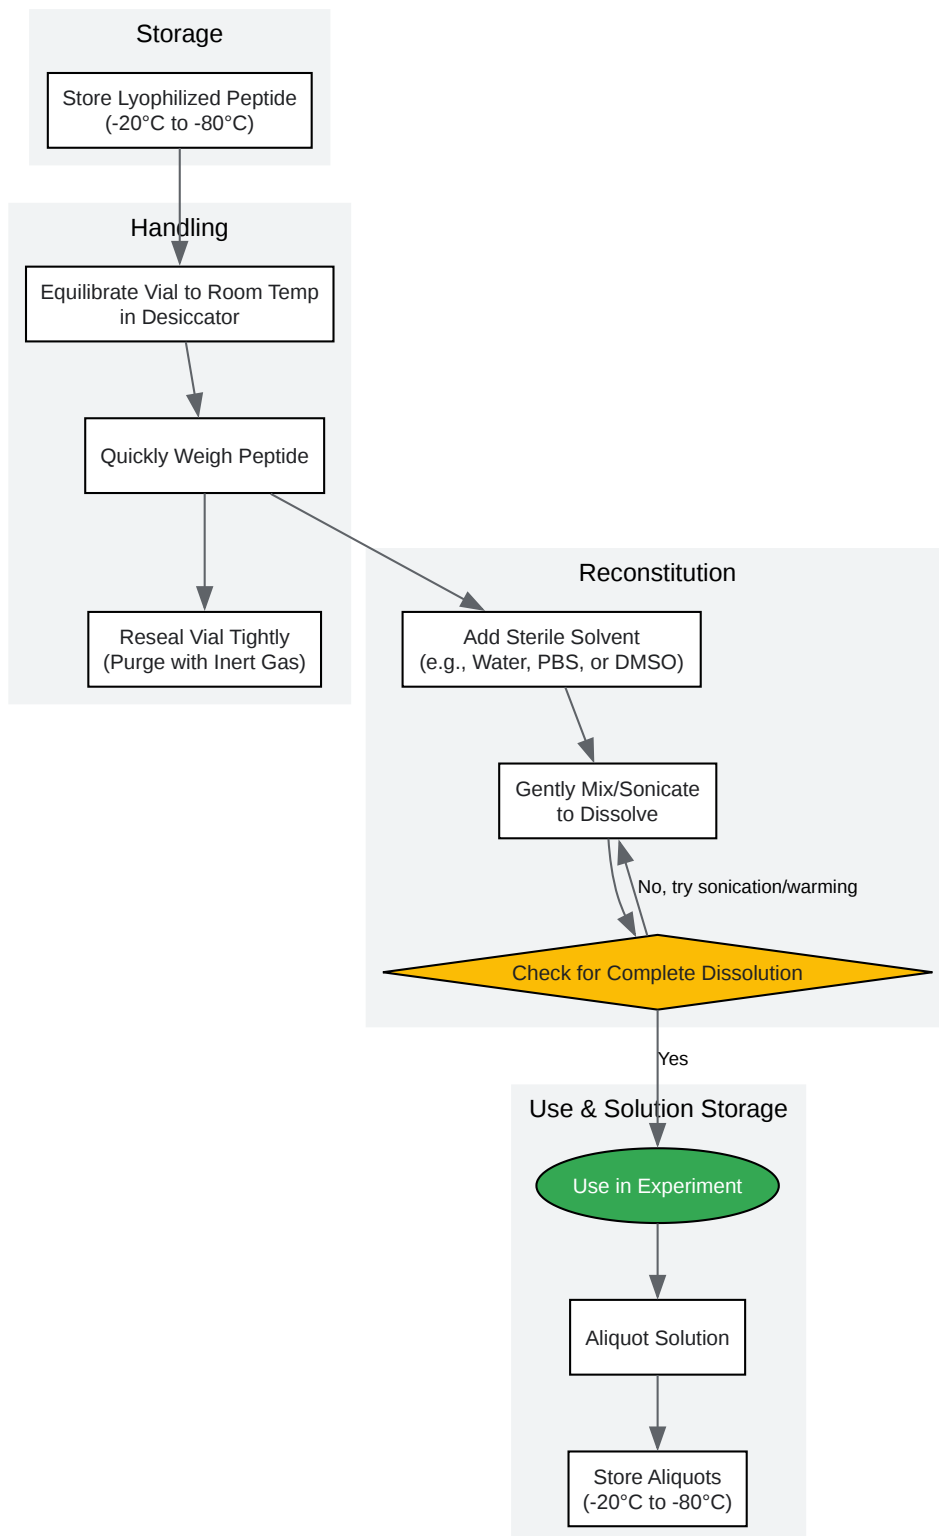 Storage
Store Lyophilized Peptide
(-20°C to -80°C)
Handling
Equilibrate Vial to Room Temp
in Desiccator
Quickly Weigh Peptide
Reseal Vial Tightly
(Purge with Inert Gas)
Reconstitution
Add Sterile Solvent
(e.g., Water, PBS, or DMSO)
Gently Mix/Sonicate
to Dissolve
No, try sonication/warming
Check for Complete Dissolution
Yes
Use & Solution Storage
Use in Experiment
Aliquot Solution
Store Aliquots
(-20°C to -80°C)